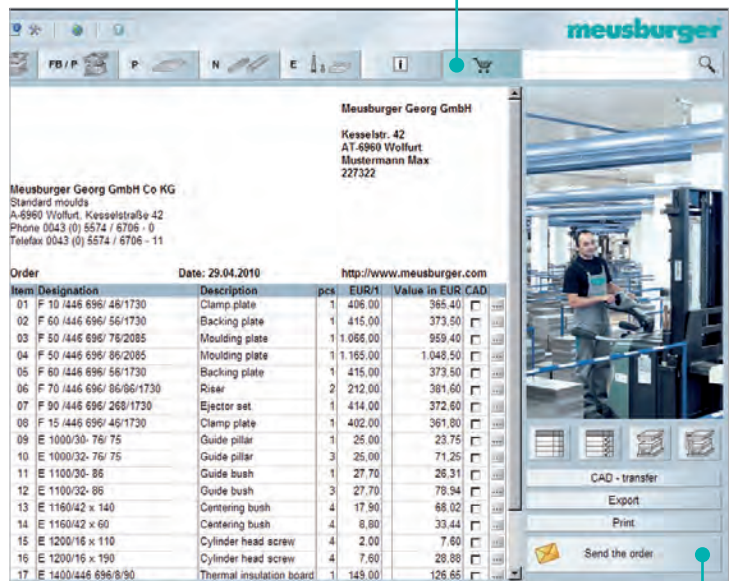 meusburger
FB / P P N E i
Meusburger Georg GmbH
Kesselstr. 42
AT-6960 Wolfurt
Mustermann Max
227322
Meusburger Georg GmbH Co KG
Standard moulds
A-6960 Wolfurt, Kesselstraße 42
Phone 0043 (0) 5574 / 6706 - 0
Telefax 0043 (0) 5574 / 6706 - 11
Order Date: 29.04.2010 http://www.meusburger.com
Item Designation Description pcs EUR/1 Value in EUR CAD
01 F 10 /446 696/ 46/1730 Clamp plate 1 406,00 365,40
02 F 60 /446 696/ 56/1730 Backing plate 1 415,00 373,50
03 F 50 /446 696/ 76/2085 Moulding plate 1 1.066,00 959,40
04 F 50 /446 696/ 86/2085 Moulding plate 1 1.165,00 1.048,50
05 F 60 /446 696/ 56/1730 Backing plate 1 415,00 373,50
06 F 70 /446 696/ 86/86/1730 Riser 2 212,00 381,60
07 F 90 /446 696/ 268/1730 Ejector set 1 414,00 372,60
08 F 15 /446 696/ 46/1730 Clamp plate 1 402,00 361,80
09 E 1000/30- 76/ 75 Guide pillar 1 25,00 23,75
10 E 1000/32- 76/ 75 Guide pillar 3 25,00 71,25
11 E 1100/30- 86 Guide bush 1 27,70 26,31
12 E 1100/32- 86 Guide bush 3 27,70 78,94
13 E 1160/42 x 140 Centering bush 4 17,90 68,02
14 E 1160/42 x 60 Centering bush 4 8,80 33,44
15 E 1200/16 x 110 Cylinder head screw 4 2,00 7,60
16 E 1200/16 x 190 Cylinder head screw 4 7,60 28,88
17 E 1400/446 696/8/90 Thermal insulation board 1 149,00 126,65
CAD - transfer
Export
Print
Send the order